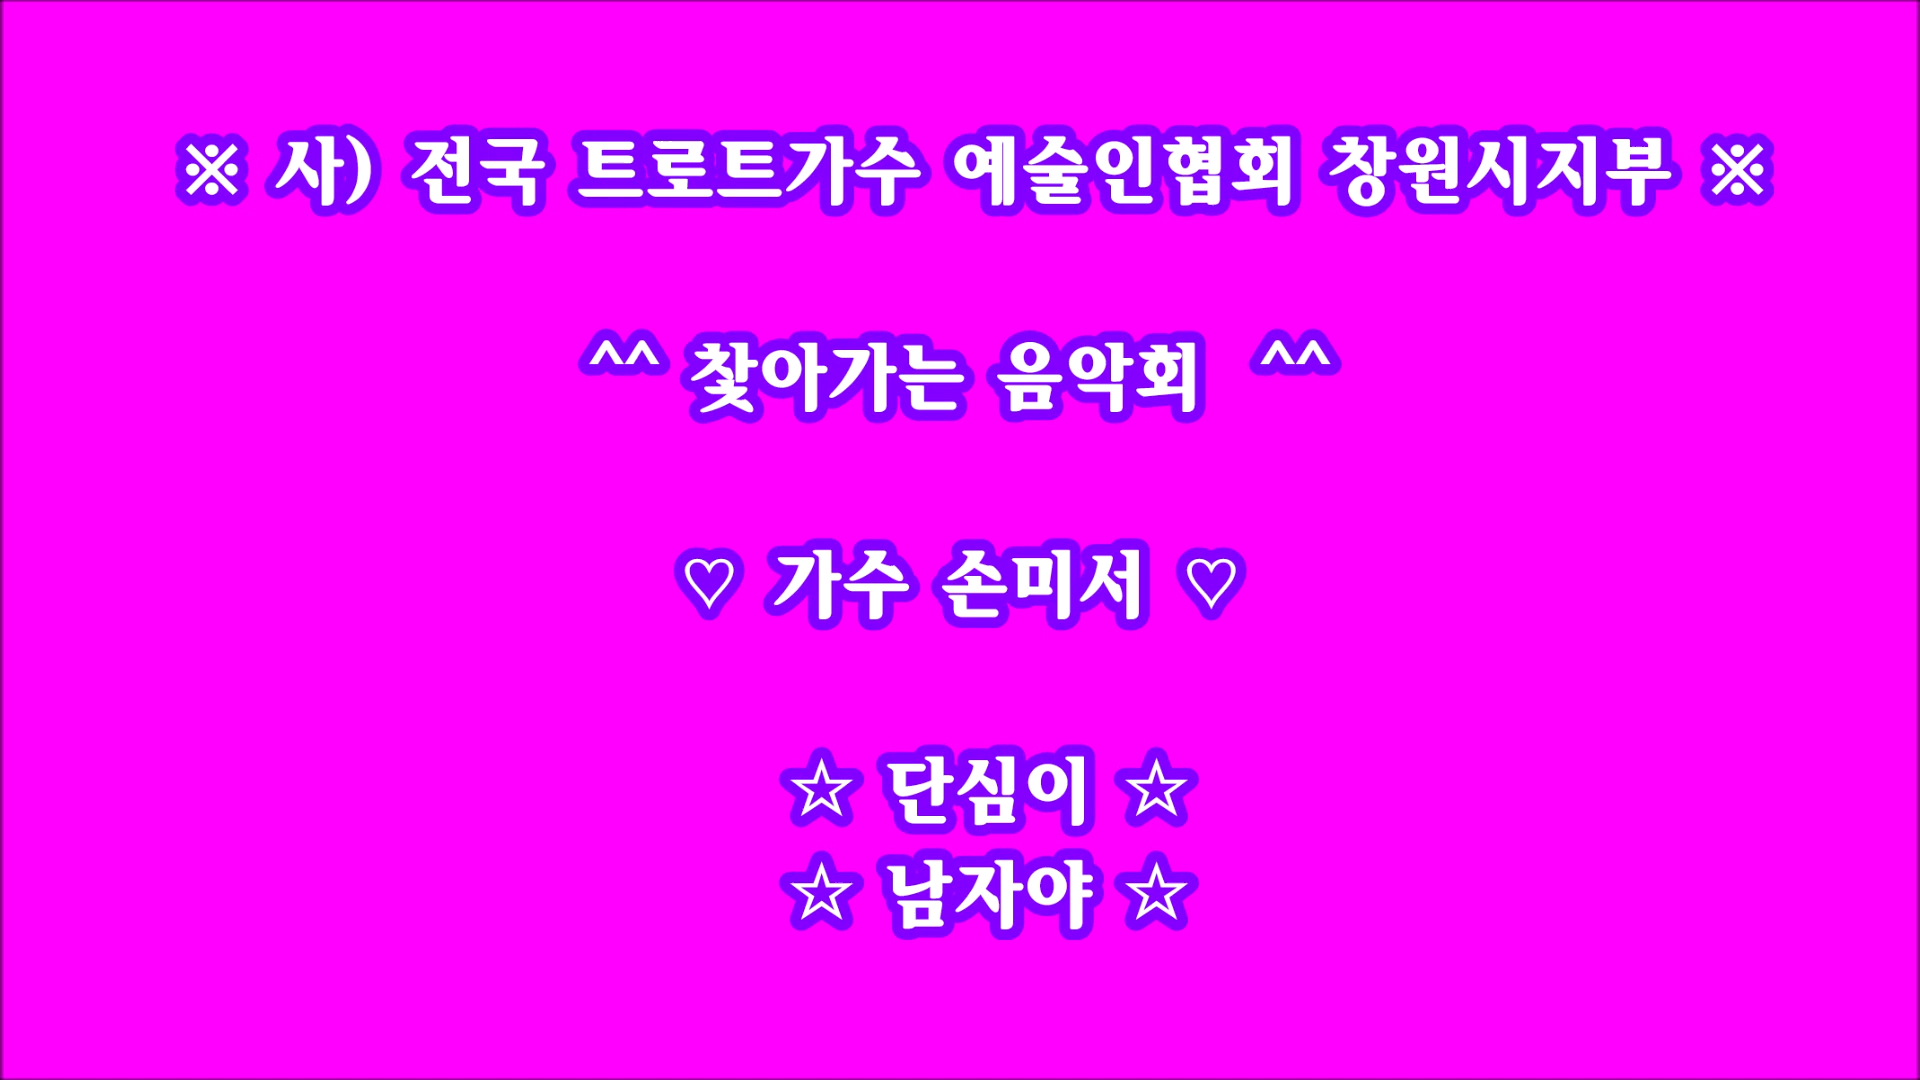 ※ 사) 전국 트로트가수 예술인협회 창원시지부 ※
^^ 찾아가는 음악회 ^^
♡ 가수 손미서 ♡
☆ 단심이 ☆
☆ 남자야 ☆